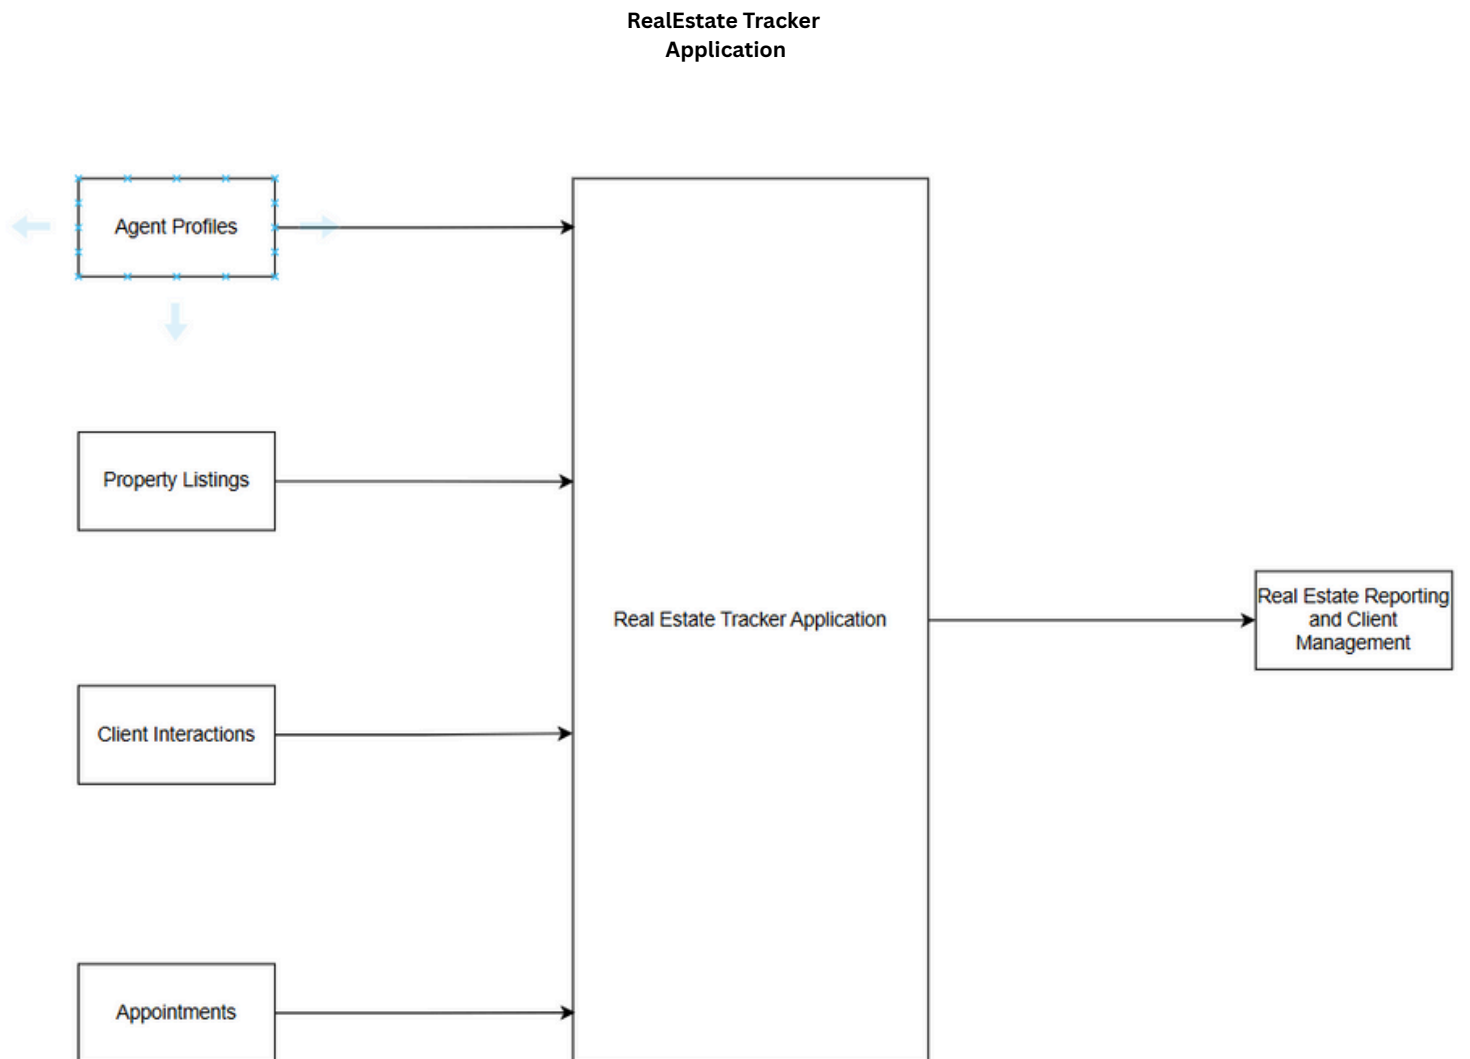 RealEstate Tracker
Application
Agent Profiles
Property Listings
Real Estate Tracker Application
Real Estate Reporting
and Client
Management
Client Interactions
Appointments